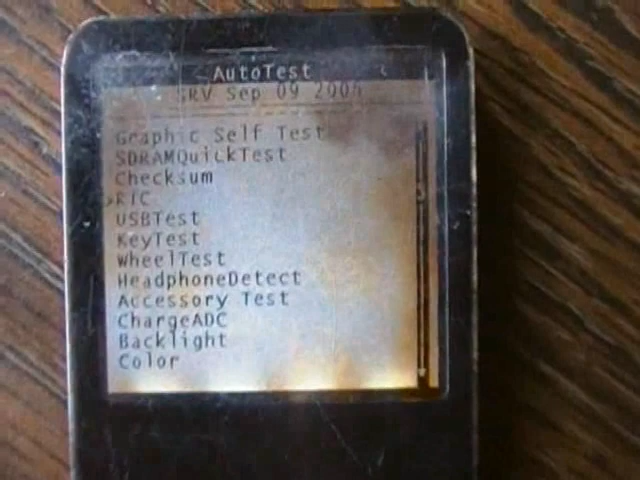 AutoTest
SRV Sep 09 2005
Graphic Self Test
SDRAMQuickTest
Checksum
RTC
USBTest
KeyTest
WheelTest
HeadphoneDetect
Accessory Test
ChargeADC
Backlight
Color